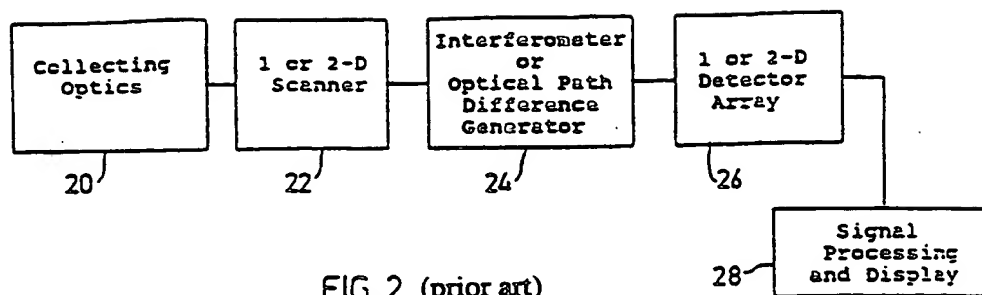 Collecting
Optics
1 or 2-D
Scanner
Interferometer
or
Optical Path
Difference
Generator
1 or 2-D
Detector
Array
20
22
24
26
Signal
Processing
and Display
28
FIG. 2 (prior art)